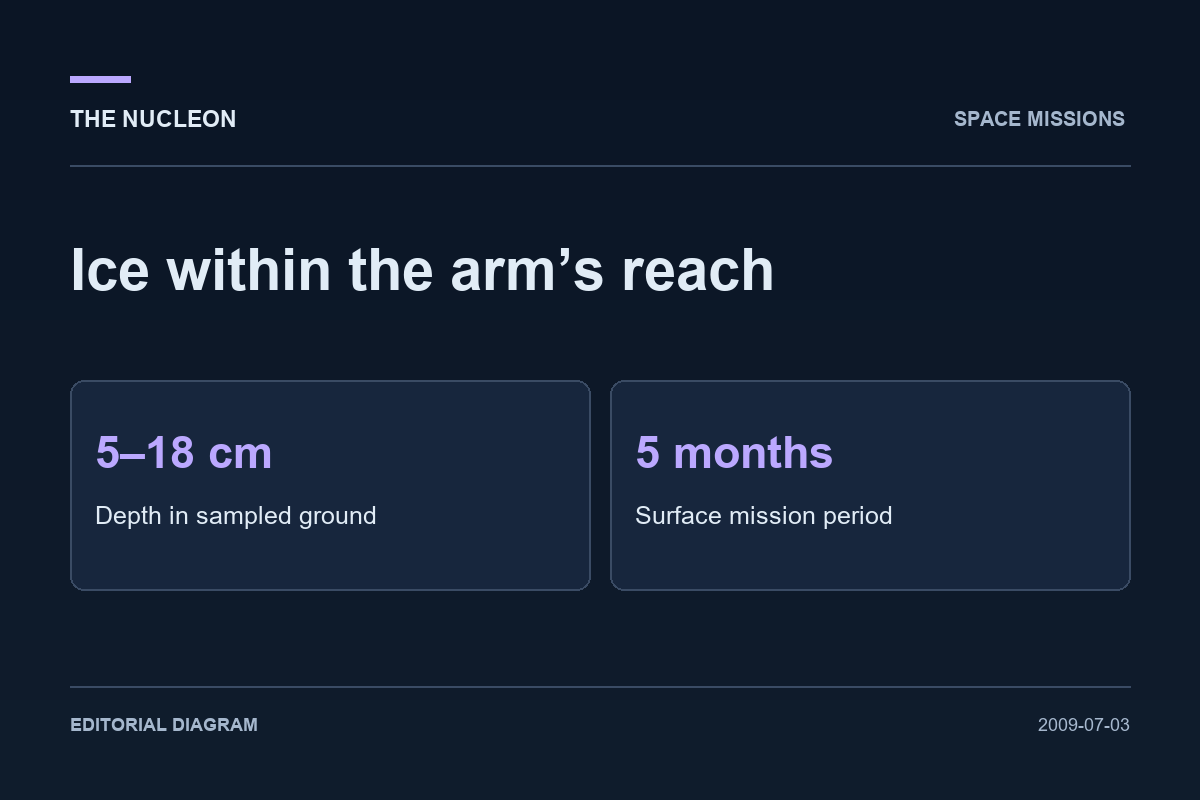 THE NUCLEON
SPACE MISSIONS
Ice within the arm’s reach
5–18 cm
Depth in sampled ground
5 months
Surface mission period
EDITORIAL DIAGRAM
2009-07-03